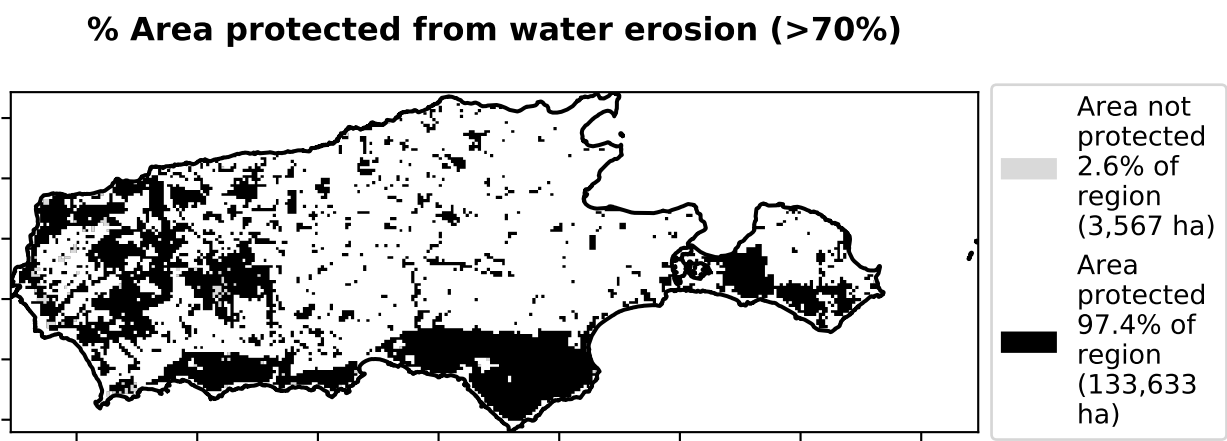 % Area protected from water erosion (>70%)
Area not
protected
2.6% of
region
(3,567 ha)
Area
protected
97.4% of
region
(133,633
ha)